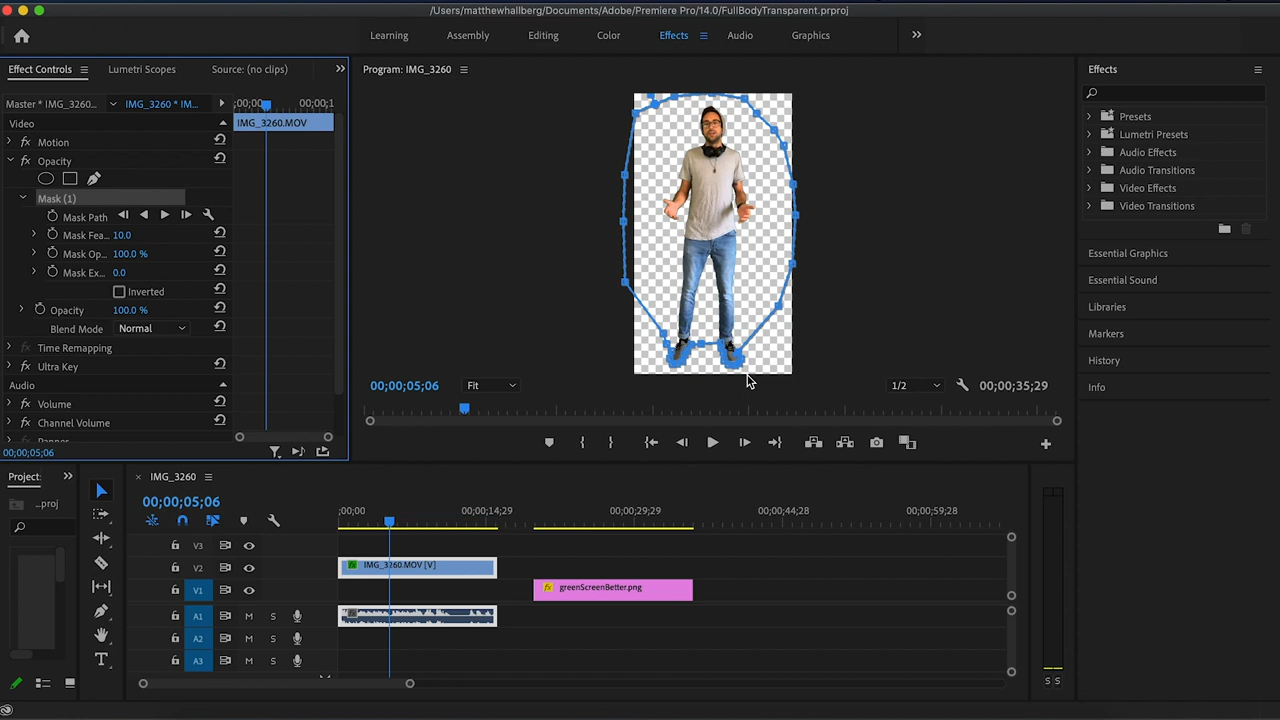 /Users/matthewhallberg/Documents/Adobe/Premiere Pro/14.0/FullBodyTransparent.prproj
Learning Assembly Editing Color Effects Audio Graphics
Effect Controls Lumetri Scopes Source: (no clips)
Program: IMG_3260
Effects
Master * IMG_3260... IMG_3260 * IM... ;00;00 00;00;1
Video
IMG_3260.MOV
Motion
Opacity
Mask (1)
Mask Path
Mask Fea... 10.0
Mask Op... 100.0 %
Mask Ex... 0.0
Inverted
Opacity 100.0 %
Blend Mode Normal
Time Remapping
Ultra Key
Audio
Volume
Channel Volume
Panner
00;00;05;06
00;00;05;06 Fit 1/2 00;00;35;29
Presets
Lumetri Presets
Audio Effects
Audio Transitions
Video Effects
Video Transitions
Essential Graphics
Essential Sound
Libraries
Markers
History
Info
Project:
...proj
× IMG_3260
00;00;05;06
;00;00 00;00;14;29 00;00;29;29 00;00;44;28 00;00;59;28
V3
V2 fx IMG_3260.MOV [V]
V1 fx greenScreenBetter.png
A1 M S
A2 M S
A3 M S
T
S S